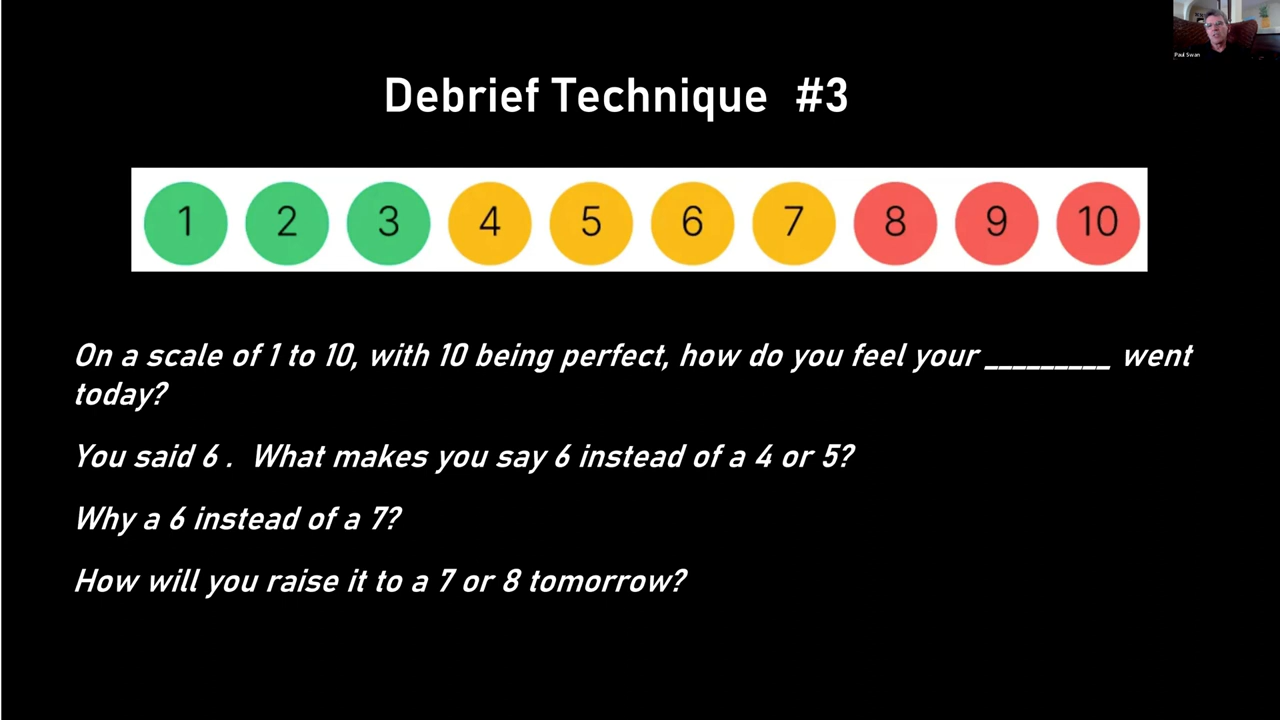 Paul Swan
Debrief Technique #3
1 2 3 4 5 6 7 8 9 10
On a scale of 1 to 10, with 10 being perfect, how do you feel your _________ went
today?
You said 6 . What makes you say 6 instead of a 4 or 5?
Why a 6 instead of a 7?
How will you raise it to a 7 or 8 tomorrow?